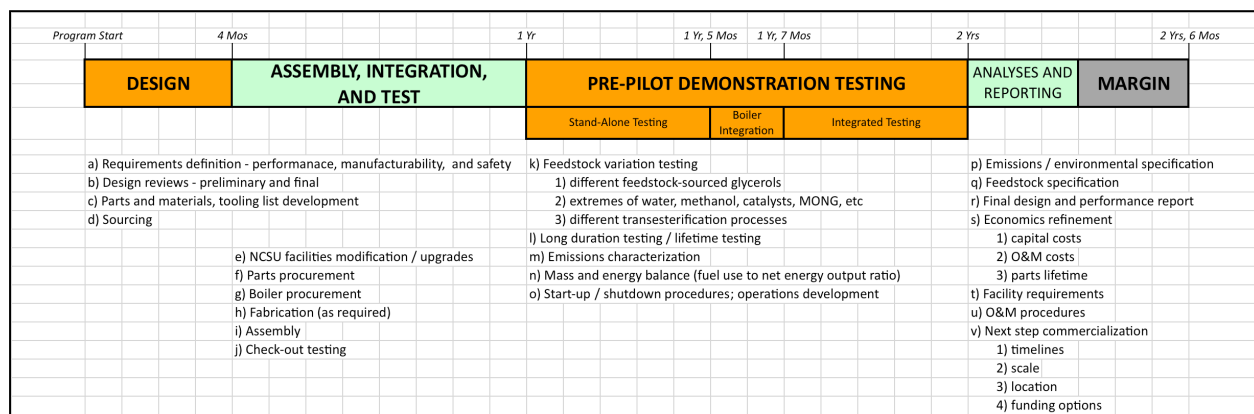 Program Start
4 Mos
1 Yr
1 Yr, 5 Mos
1 Yr, 7 Mos
2 Yrs
2 Yrs, 6 Mos
DESIGN
ASSEMBLY, INTEGRATION,
AND TEST
PRE-PILOT DEMONSTRATION TESTING
ANALYSES AND
REPORTING
MARGIN
Stand-Alone Testing
Boiler
Integration
Integrated Testing
a) Requirements definition - performanace, manufacturability,  and safety
b) Design reviews - preliminary and final
c) Parts and materials, tooling list development
d) Sourcing
e) NCSU facilities modification / upgrades
f) Parts procurement
g) Boiler procurement
h) Fabrication (as required)
i) Assembly
j) Check-out testing
k) Feedstock variation testing
1) different feedstock-sourced glycerols
2) extremes of water, methanol, catalysts, MONG, etc
3) different transesterification processes
l) Long duration testing / lifetime testing
m) Emissions characterization
n) Mass and energy balance (fuel use to net energy output ratio)
o) Start-up / shutdown procedures; operations development
p) Emissions / environmental specification
q) Feedstock specification
r) Final design and performance report
s) Economics refinement
1) capital costs
2) O&M costs
3) parts lifetime
t) Facility requirements
u) O&M procedures
v) Next step commercialization
1) timelines
2) scale
3) location
4) funding options